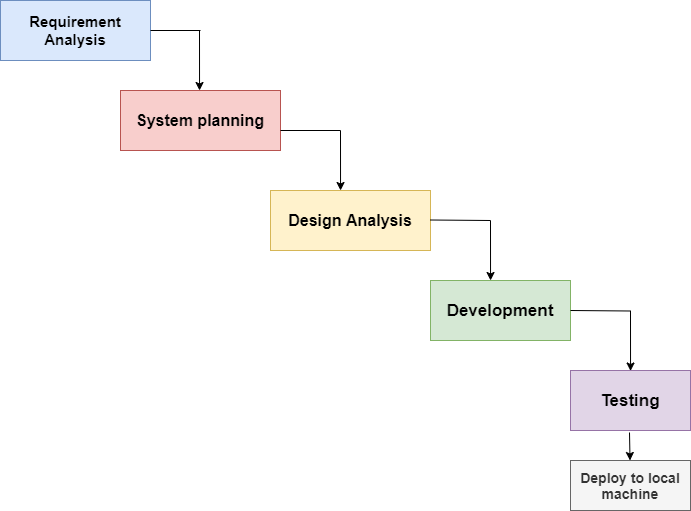 Requirement
Analysis
System planning
Design Analysis
Development
Testing
Deploy to local
machine